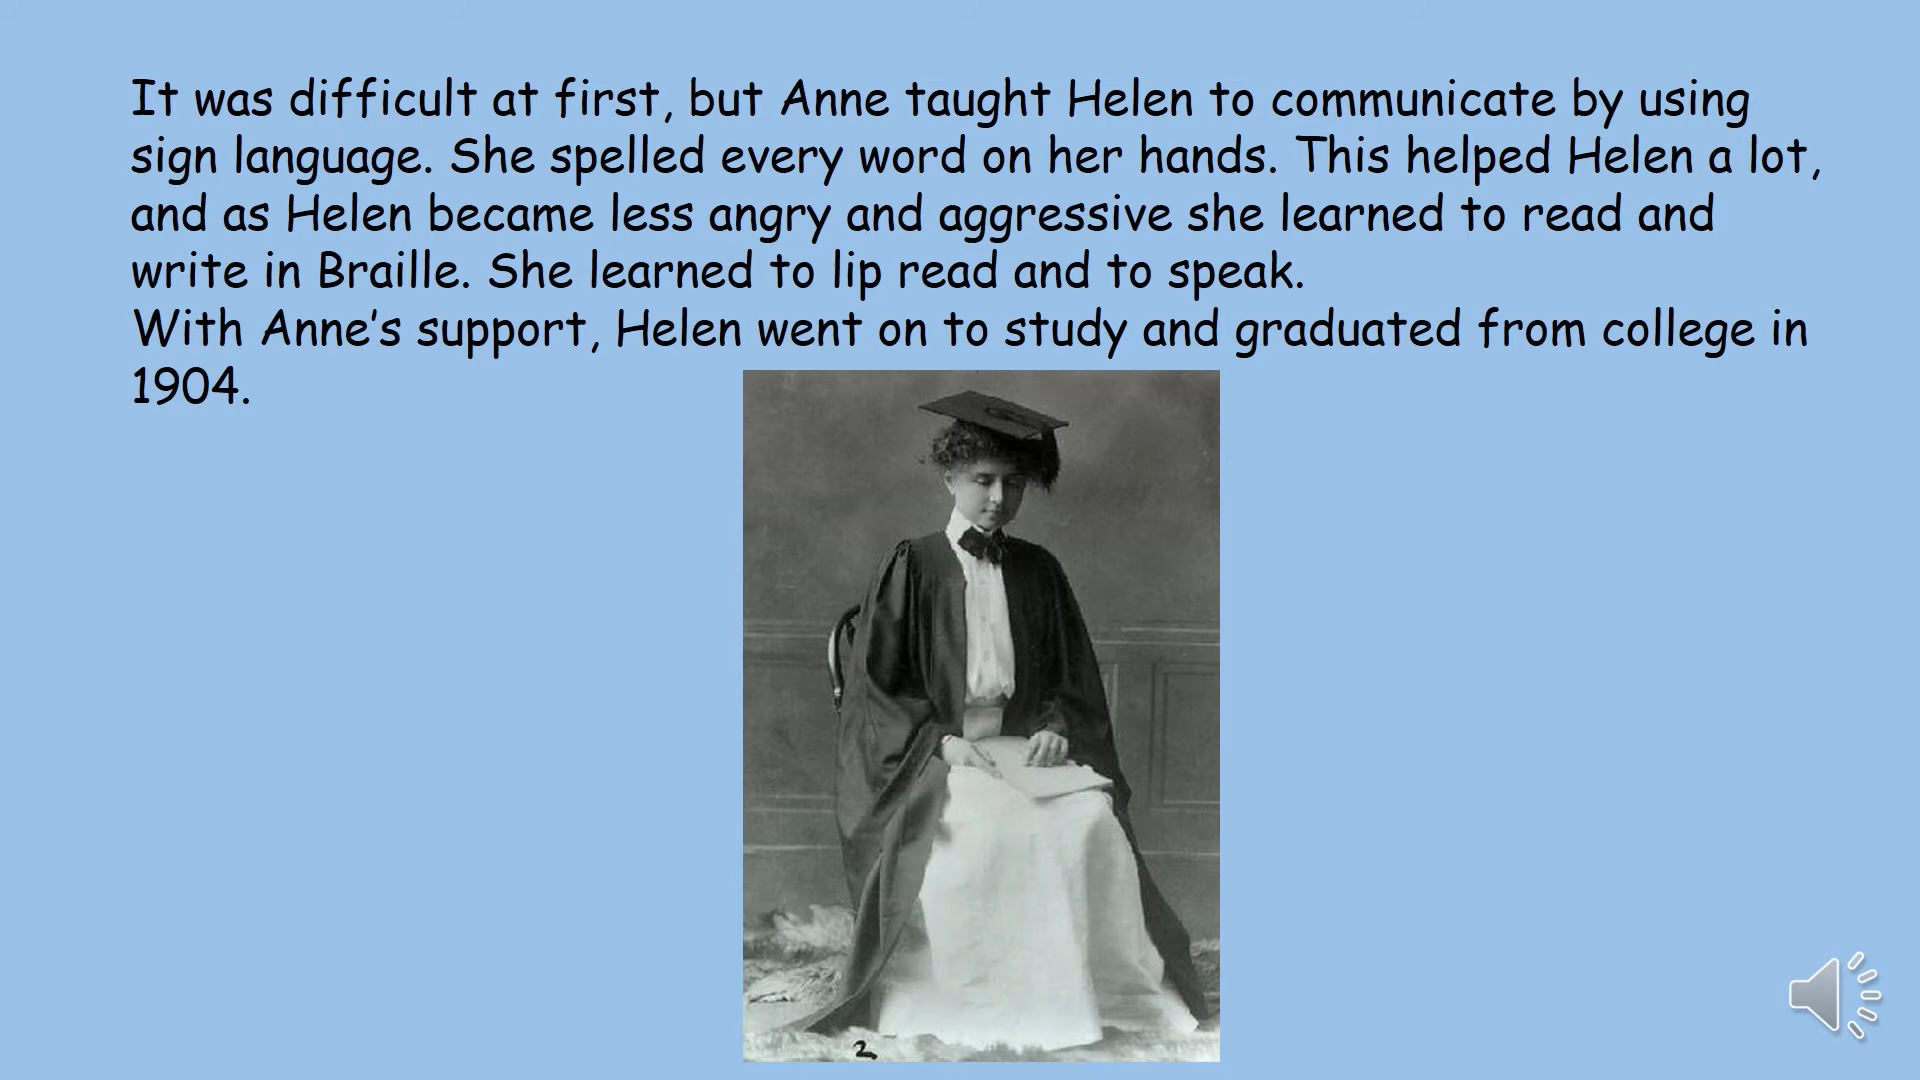 It was difficult at first, but Anne taught Helen to communicate by using
sign language. She spelled every word on her hands. This helped Helen a lot,
and as Helen became less angry and aggressive she learned to read and
write in Braille. She learned to lip read and to speak.
With Anne’s support, Helen went on to study and graduated from college in
1904.
2